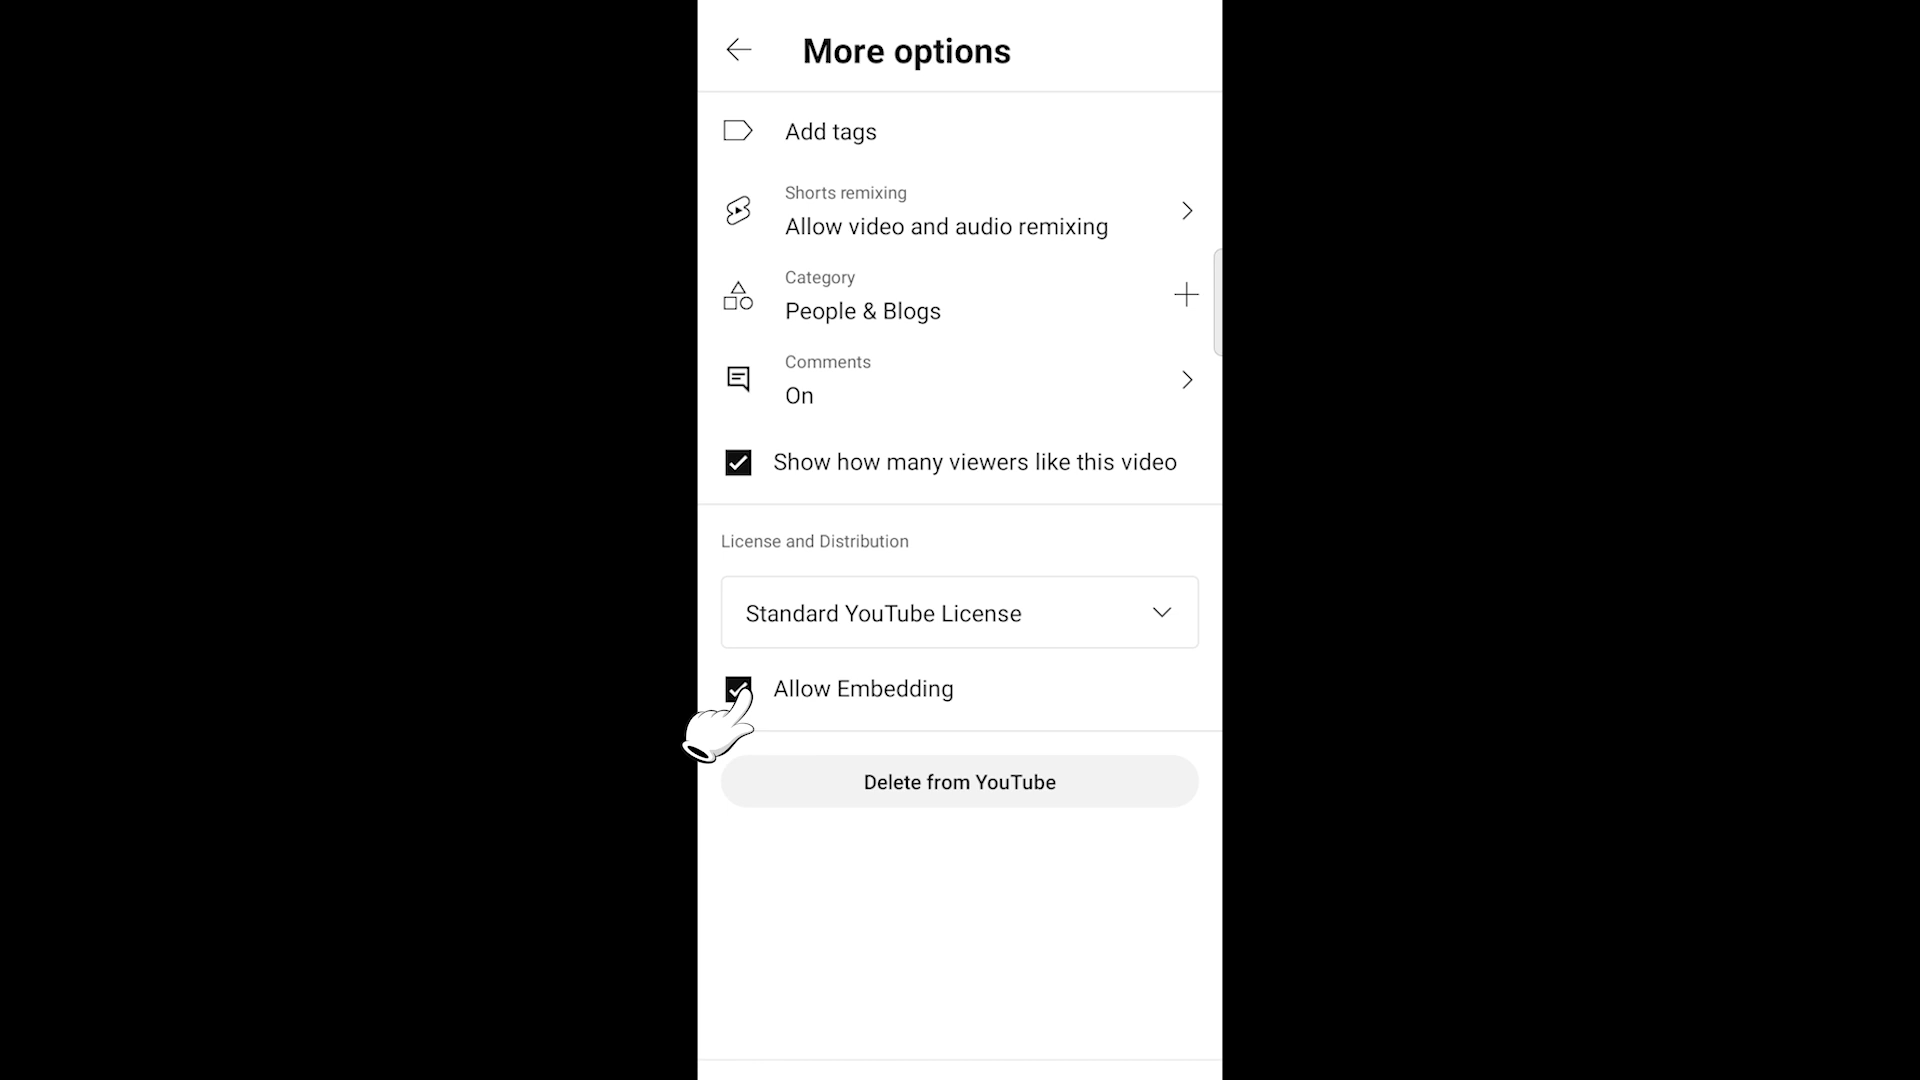 More options
Add tags
Shorts remixing
Allow video and audio remixing
Category
People & Blogs
Comments
On
Show how many viewers like this video
License and Distribution
Standard YouTube License
Allow Embedding
Delete from YouTube